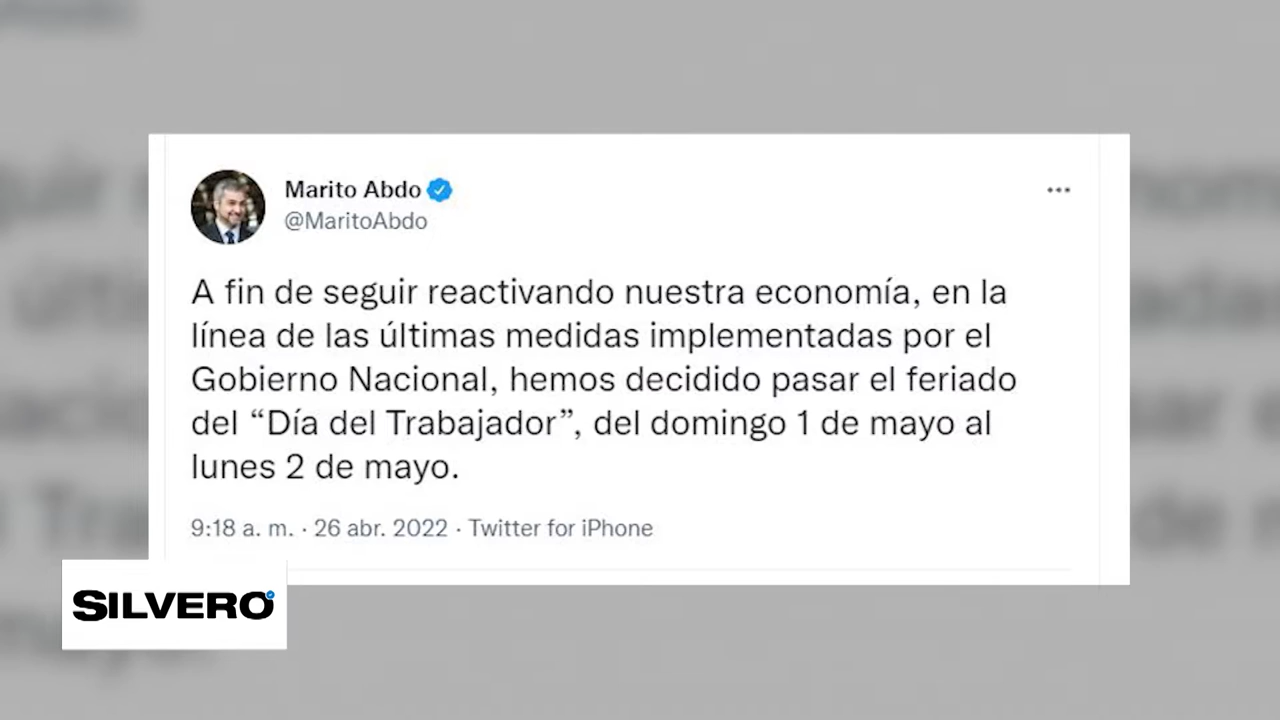 Marito Abdo
@MaritoAbdo
A fin de seguir reactivando nuestra economía, en la
línea de las últimas medidas implementadas por el
Gobierno Nacional, hemos decidido pasar el feriado
del “Día del Trabajador”, del domingo 1 de mayo al
lunes 2 de mayo.
9:18 a. m. · 26 abr. 2022 · Twitter for iPhone
SILVERO